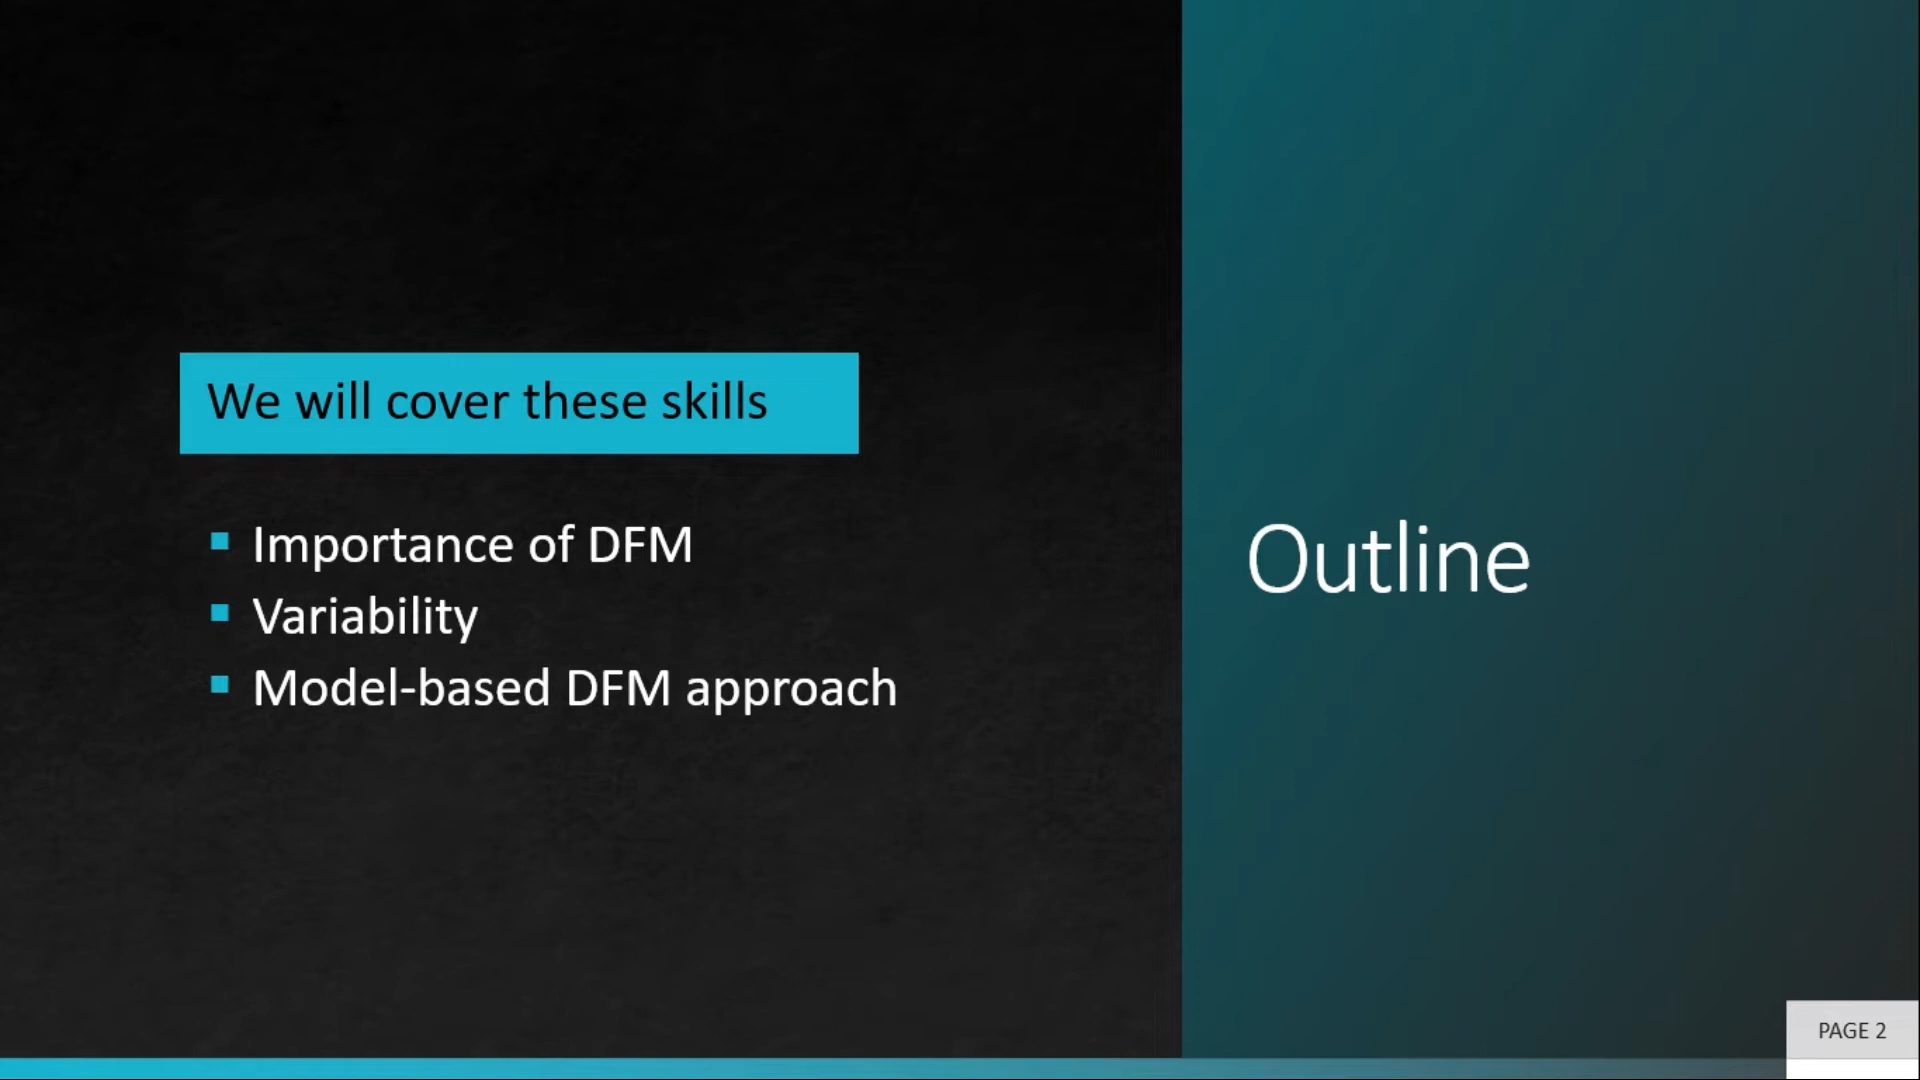 We will cover these skills
Importance of DFM
Variability
Model-based DFM approach
Outline
PAGE 2